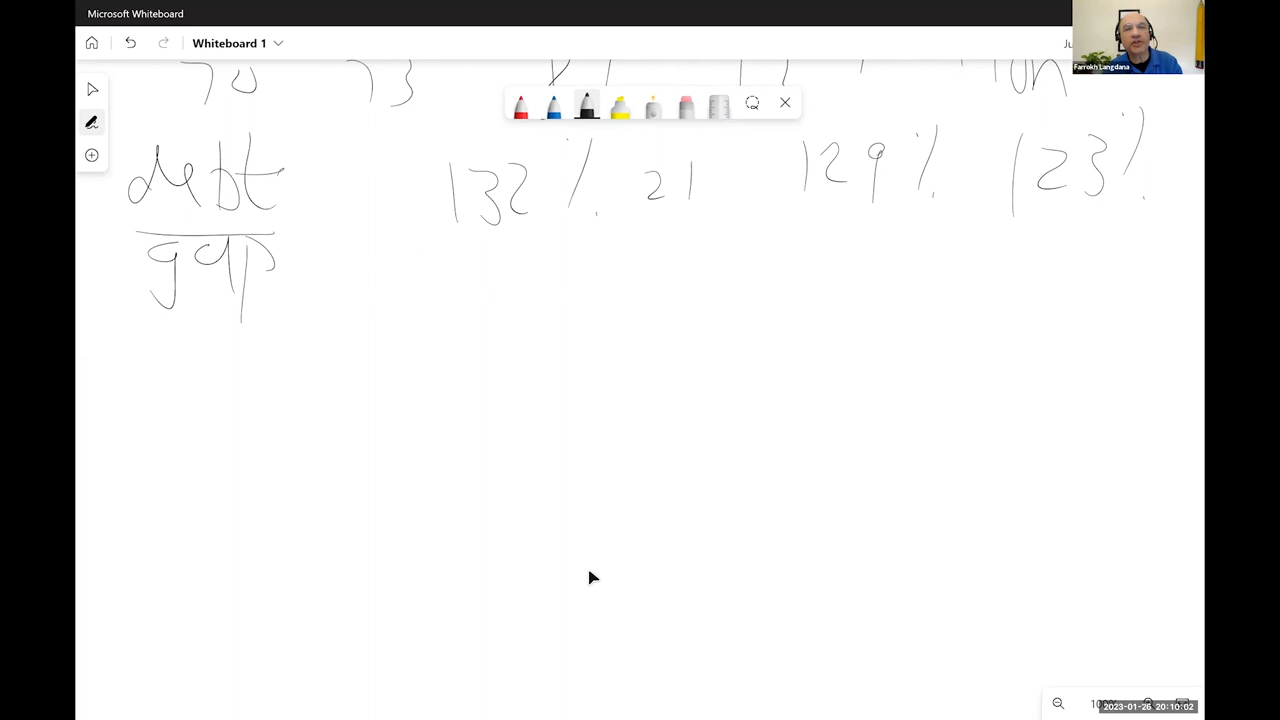 Microsoft Whiteboard
Whiteboard 1
Farrokh Langdana
70 73
debt 132% 21 129% 123%
gdp
2023-01-26 20:10:02